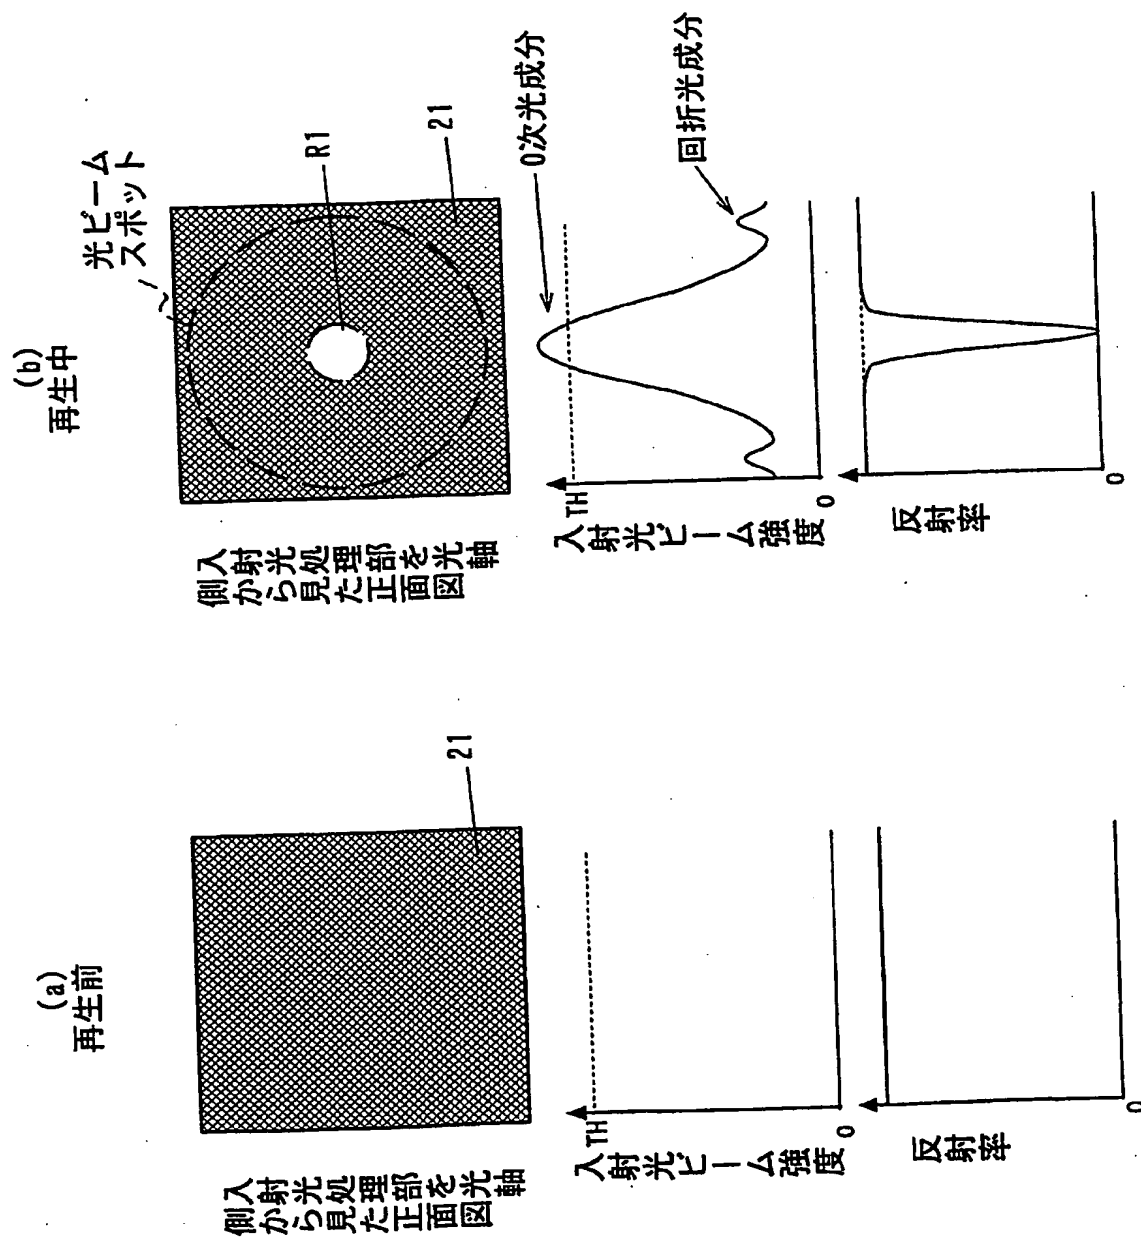 (a)
再生前
入射光処理部を光軸
側から見た正面図
21
入射光ビーム強度
TH
0
反射率
0
(b)
再生中
光ビーム
スポット
入射光処理部を光軸
側から見た正面図
R1
21
入射光ビーム強度
TH
0
0次光成分
回折光成分
反射率
0